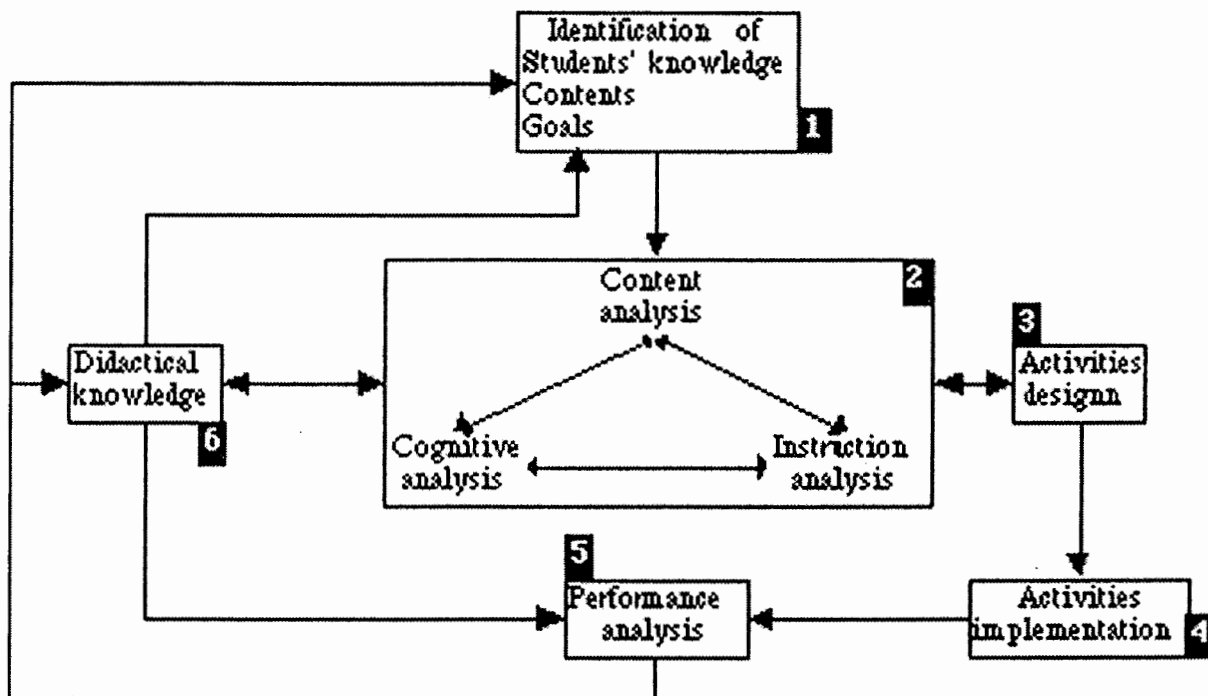 Identification of
Students' knowledge
Contents
Goals
1
Content
analysis
2
Cognitive
analysis
Instruction
analysis
3
Activities
designn
Didactical
knowledge
6
5
Performance
analysis
Activities
implementation
4